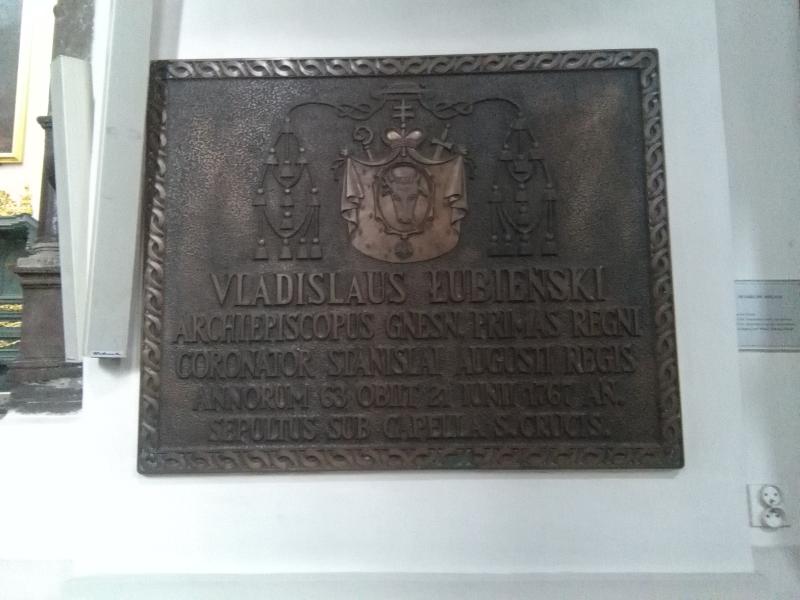 VLADISLAUS ŁUBIEŃSKI
ARCHIEPISCOPUS GNESN. PRIMAS REGNI
CORONATOR STANISLAI AUGUSTI REGIS
ANNORUM 63 OBIIT 21 IUNII 1767 AN.
SEPULTUS SUB CAPELLA S. CRUCIS.